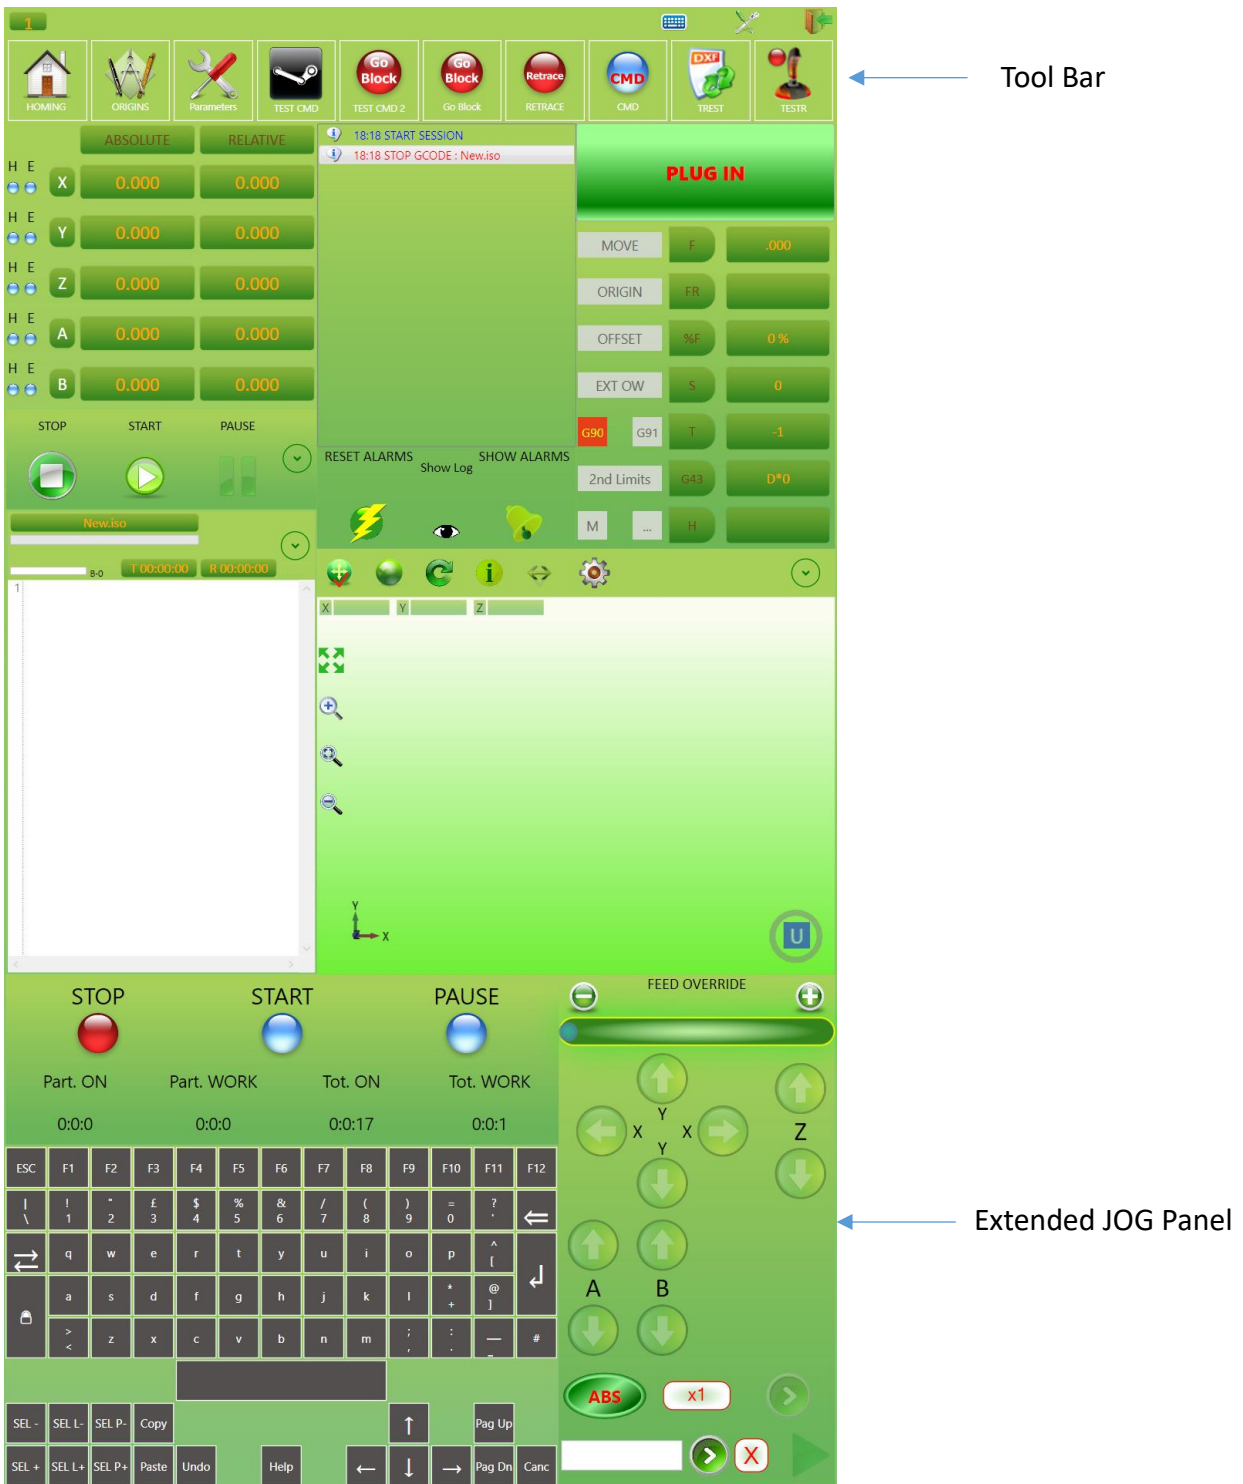 1
HOMING
ORIGINS
Parameters
TEST CMD
Go Block
TEST CMD 2
Go Block
Go Block
Retrace
RETRACE
CMD
CMD
DXF
TREST
TESTR
Tool Bar
ABSOLUTE RELATIVE
H E X 0.000 0.000
H E Y 0.000 0.000
H E Z 0.000 0.000
H E A 0.000 0.000
H E B 0.000 0.000
18:18 START SESSION
18:18 STOP GCODE : New.iso
PLUG IN
MOVE F .000
ORIGIN FR
OFFSET %F 0 %
EXT OW S 0
G90 G91 T -1
2nd Limits G43 D*0
M ... H
STOP START PAUSE
RESET ALARMS Show Log SHOW ALARMS
New.iso
B-0 T 00:00:00 R 00:00:00
1
X Y Z
Y
Z X
U
STOP START PAUSE
Part. ON Part. WORK Tot. ON Tot. WORK
0:0:0 0:0:0 0:0:17 0:0:1
FEED OVERRIDE
Y
X X
Y
Z
A B
Extended JOG Panel
ABS x1
X
ESC F1 F2 F3 F4 F5 F6 F7 F8 F9 F10 F11 F12
| ! " £ $ % & / ( ) = ?
\ 1 2 3 4 5 6 7 8 9 0 '
q w e r t y u i o p ^ [
a s d f g h j k l * + @ ]
> < z x c v b n m ; , : . _ - #
SEL - SEL L- SEL P- Copy ↑ Pag Up
SEL + SEL L+ SEL P+ Paste Undo Help ← ↓ → Pag Dn Canc